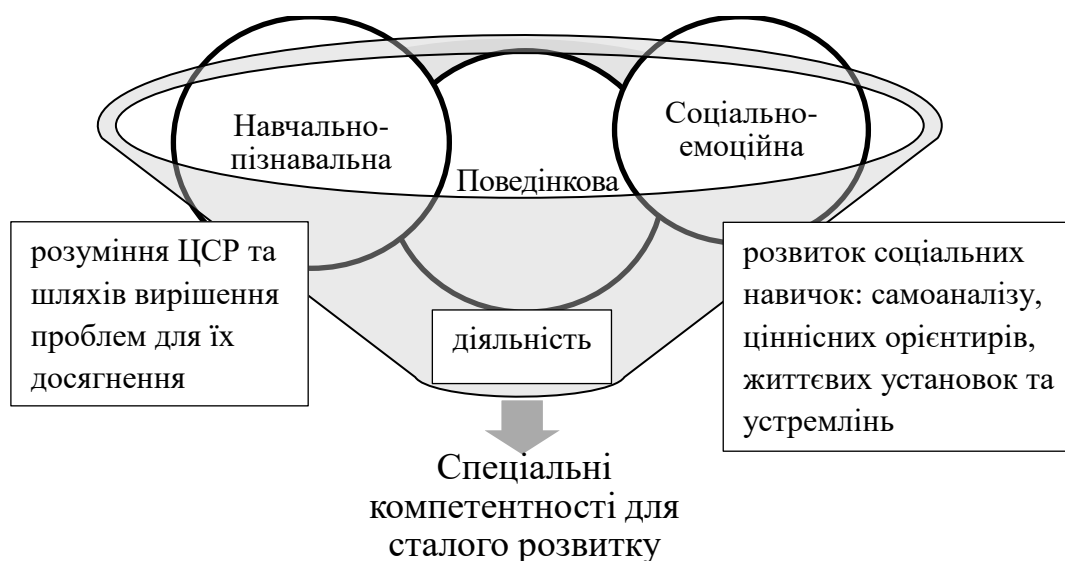 Навчально-
пізнавальна
Соціально-
емоційна
Поведінкова
розуміння ЦСР та
шляхів вирішення
проблем для їх
досягнення
діяльність
розвиток соціальних
навичок: самоаналізу,
ціннісних орієнтирів,
життєвих установок та
устремлінь
Спеціальні
компетентності для
сталого розвитку